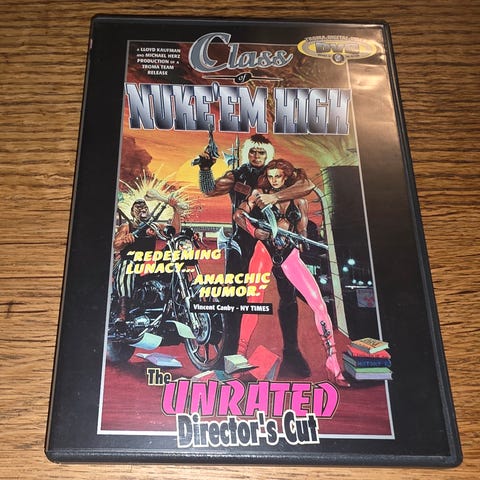 A LLOYD KAUFMAN
AND MICHAEL HERZ
PRODUCTION OF A
TROMA TEAM
RELEASE
Class
of
NUKE'EM HIGH
"REDEEMING
LUNACY...
ANARCHIC
HUMOR."
Vincent Canby - NY TIMES
The
UNRATED
Director's Cut